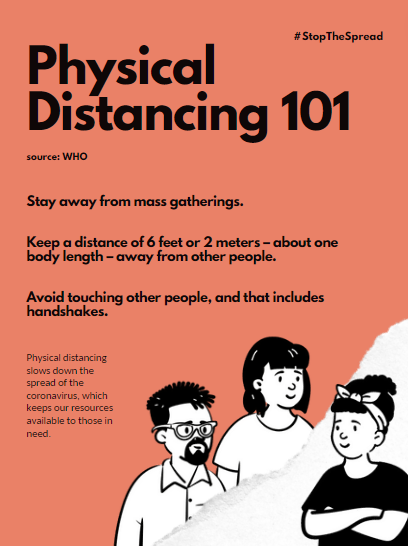 #StopTheSpread
Physical
Distancing 101
source: WHO
Stay away from mass gatherings.
Keep a distance of 6 feet or 2 meters – about one
body length – away from other people.
Avoid touching other people, and that includes
handshakes.
Physical distancing
slows down the
spread of the
coronavirus, which
keeps our resources
available to those in
need.